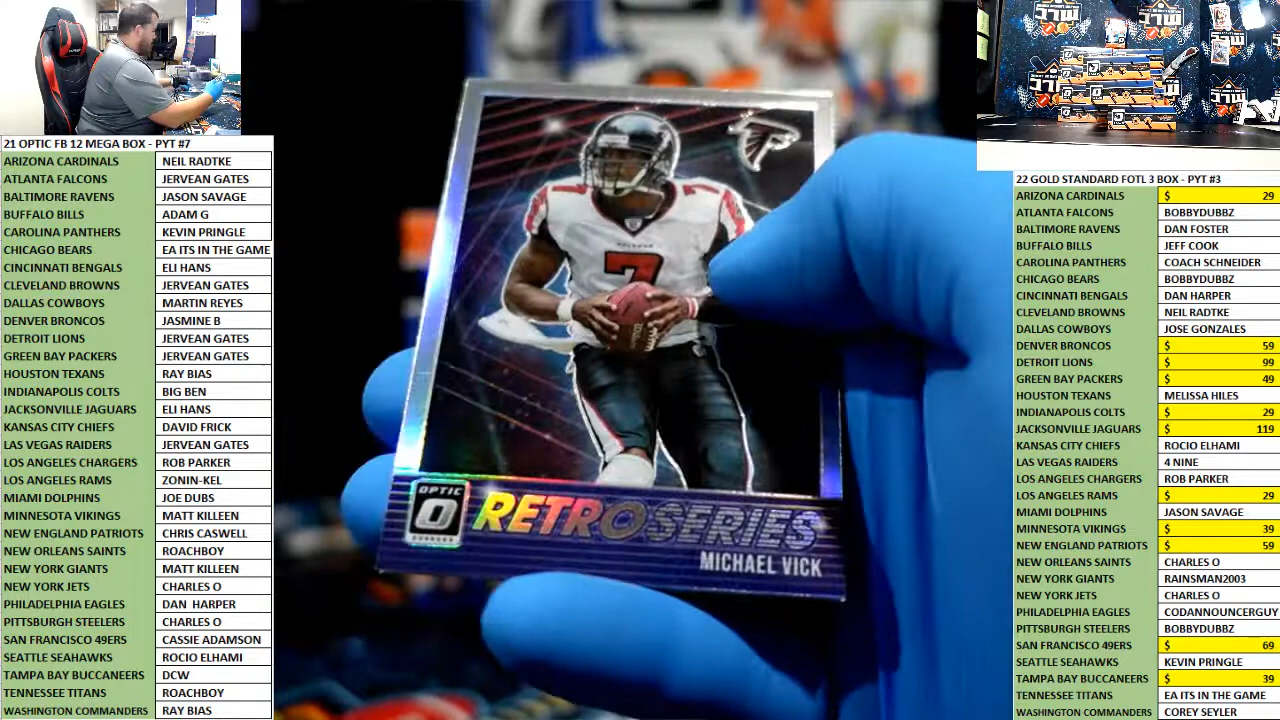 21 OPTIC FB 12 MEGA BOX - PYT #7
ARIZONA CARDINALS NEIL RADTKE
ATLANTA FALCONS JERVEAN GATES
BALTIMORE RAVENS JASON SAVAGE
BUFFALO BILLS ADAM G
CAROLINA PANTHERS KEVIN PRINGLE
CHICAGO BEARS EA ITS IN THE GAME
CINCINNATI BENGALS ELI HANS
CLEVELAND BROWNS JERVEAN GATES
DALLAS COWBOYS MARTIN REYES
DENVER BRONCOS JASMINE B
DETROIT LIONS JERVEAN GATES
GREEN BAY PACKERS JERVEAN GATES
HOUSTON TEXANS RAY BIAS
INDIANAPOLIS COLTS BIG BEN
JACKSONVILLE JAGUARS ELI HANS
KANSAS CITY CHIEFS DAVID FRICK
LAS VEGAS RAIDERS JERVEAN GATES
LOS ANGELES CHARGERS ROB PARKER
LOS ANGELES RAMS ZONIN-KEL
MIAMI DOLPHINS JOE DUBS
MINNESOTA VIKINGS MATT KILLEEN
NEW ENGLAND PATRIOTS CHRIS CASWELL
NEW ORLEANS SAINTS ROACHBOY
NEW YORK GIANTS MATT KILLEEN
NEW YORK JETS CHARLES O
PHILADELPHIA EAGLES DAN HARPER
PITTSBURGH STEELERS CHARLES O
SAN FRANCISCO 49ERS CASSIE ADAMSON
SEATTLE SEAHAWKS ROCIO ELHAMI
TAMPA BAY BUCCANEERS DCW
TENNESSEE TITANS ROACHBOY
WASHINGTON COMMANDERS RAY BIAS
7
7
OPTIC
DONRUSS
RETRO SERIES
MICHAEL VICK
22 GOLD STANDARD FOTL 3 BOX - PYT #3
ARIZONA CARDINALS $ 29
ATLANTA FALCONS BOBBYDUBBZ
BALTIMORE RAVENS DAN FOSTER
BUFFALO BILLS JEFF COOK
CAROLINA PANTHERS COACH SCHNEIDER
CHICAGO BEARS BOBBYDUBBZ
CINCINNATI BENGALS DAN HARPER
CLEVELAND BROWNS NEIL RADTKE
DALLAS COWBOYS JOSE GONZALES
DENVER BRONCOS $ 59
DETROIT LIONS $ 99
GREEN BAY PACKERS $ 49
HOUSTON TEXANS MELISSA HILES
INDIANAPOLIS COLTS $ 29
JACKSONVILLE JAGUARS $ 119
KANSAS CITY CHIEFS ROCIO ELHAMI
LAS VEGAS RAIDERS 4 NINE
LOS ANGELES CHARGERS ROB PARKER
LOS ANGELES RAMS $ 29
MIAMI DOLPHINS JASON SAVAGE
MINNESOTA VIKINGS $ 39
NEW ENGLAND PATRIOTS $ 59
NEW ORLEANS SAINTS CHARLES O
NEW YORK GIANTS RAINSMAN2003
NEW YORK JETS CHARLES O
PHILADELPHIA EAGLES CODANNOUNCERGUY
PITTSBURGH STEELERS BOBBYDUBBZ
SAN FRANCISCO 49ERS $ 69
SEATTLE SEAHAWKS KEVIN PRINGLE
TAMPA BAY BUCCANEERS $ 39
TENNESSEE TITANS EA ITS IN THE GAME
WASHINGTON COMMANDERS COREY SEYLER